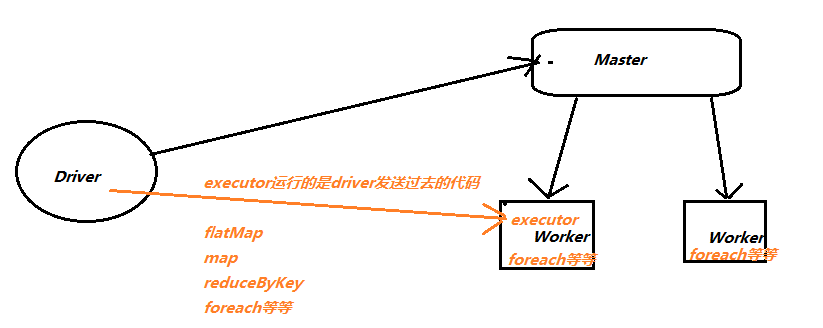 Master
Driver
executor运行的是driver发送过去的代码
executor
Worker
foreach等等
Worker
foreach等等
flatMap
map
reduceByKey
foreach等等